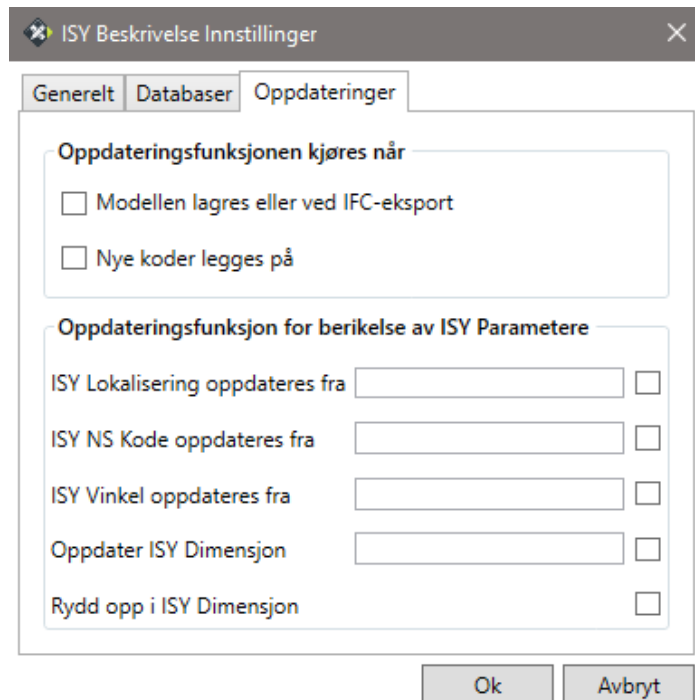 ISY Beskrivelse Innstillinger
Generelt Databaser Oppdateringer
Oppdateringsfunksjonen kjøres når
Modellen lagres eller ved IFC-eksport
Nye koder legges på
Oppdateringsfunksjon for berikelse av ISY Parametere
ISY Lokalisering oppdateres fra
ISY NS Kode oppdateres fra
ISY Vinkel oppdateres fra
Oppdater ISY Dimensjon
Rydd opp i ISY Dimensjon
Ok Avbryt